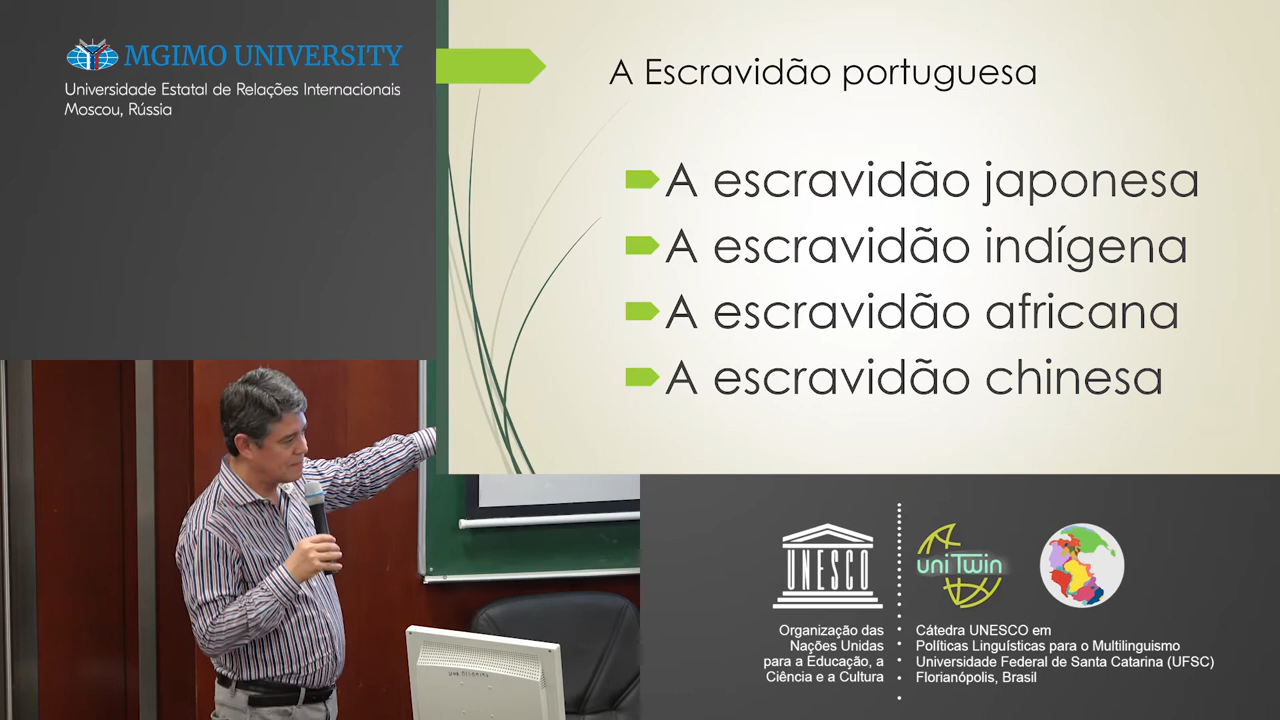 MGIMO UNIVERSITY
Universidade Estatal de Relações Internacionais
Moscou, Rússia
A Escravidão portuguesa
A escravidão japonesa
A escravidão indígena
A escravidão africana
A escravidão chinesa
UNESCO
Organização das
Nações Unidas
para a Educação, a
Ciência e a Cultura
uniTwin
Cátedra UNESCO em
Políticas Linguísticas para o Multilinguismo
Universidade Federal de Santa Catarina (UFSC)
Florianópolis, Brasil